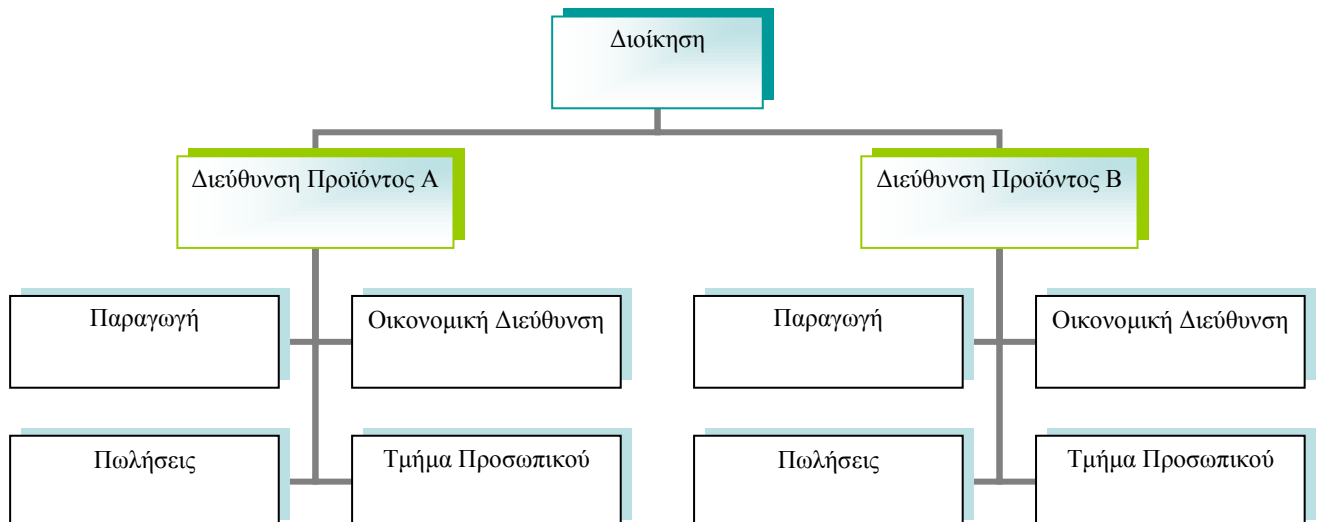 Διοίκηση
Διεύθυνση Προϊόντος Α
Διεύθυνση Προϊόντος Β
Παραγωγή
Οικονομική Διεύθυνση
Παραγωγή
Οικονομική Διεύθυνση
Πωλήσεις
Τμήμα Προσωπικού
Πωλήσεις
Τμήμα Προσωπικού